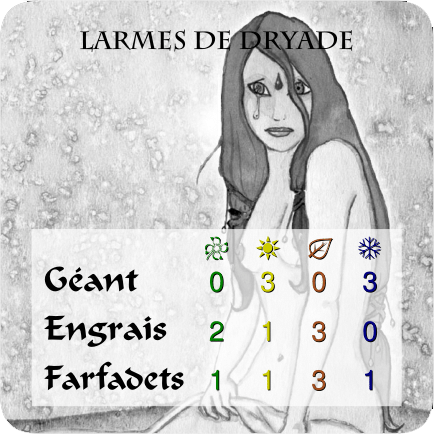 LARMES DE DRYADE
Géant 0 3 0 3
Engrais 2 1 3 0
Farfadets 1 1 3 1